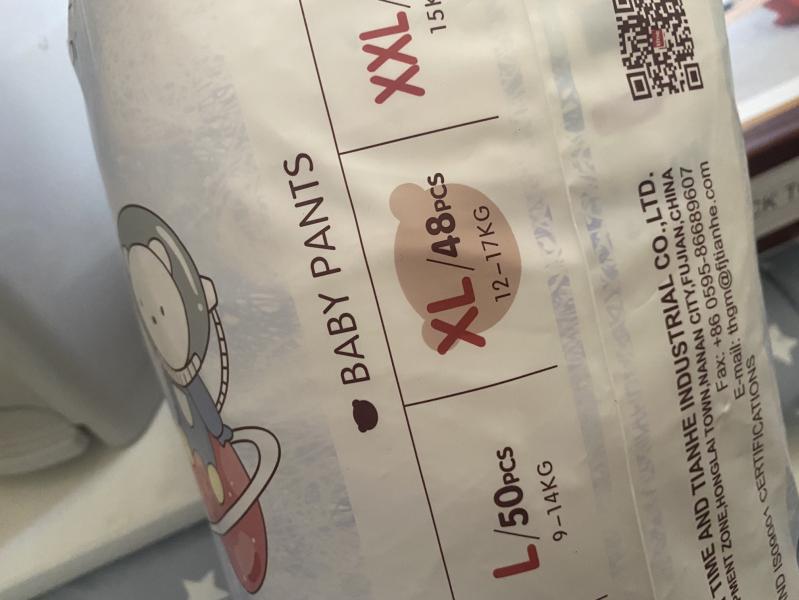 BABY PANTS
L/50PCS
9-14KG
XL/48PCS
12-17KG
XXL/
15K
TIME AND TIANHE INDUSTRIAL CO.,LTD.
ZONE,HONGLAI TOWN,NANAN CITY,FUJIAN,CHINA
Fax: +86 0595-86689607
E-mail: thgm@fjtianhe.com
ISO9001 CERTIFICATIONS